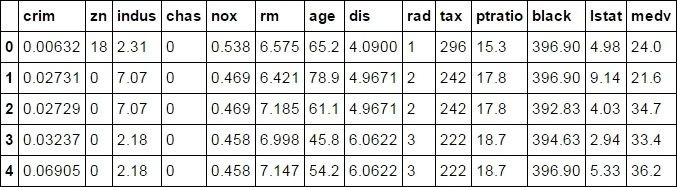 crim zn indus chas nox rm age dis rad tax ptratio black lstat medv
0 0.00632 18 2.31 0 0.538 6.575 65.2 4.0900 1 296 15.3 396.90 4.98 24.0
1 0.02731 0 7.07 0 0.469 6.421 78.9 4.9671 2 242 17.8 396.90 9.14 21.6
2 0.02729 0 7.07 0 0.469 7.185 61.1 4.9671 2 242 17.8 392.83 4.03 34.7
3 0.03237 0 2.18 0 0.458 6.998 45.8 6.0622 3 222 18.7 394.63 2.94 33.4
4 0.06905 0 2.18 0 0.458 7.147 54.2 6.0622 3 222 18.7 396.90 5.33 36.2